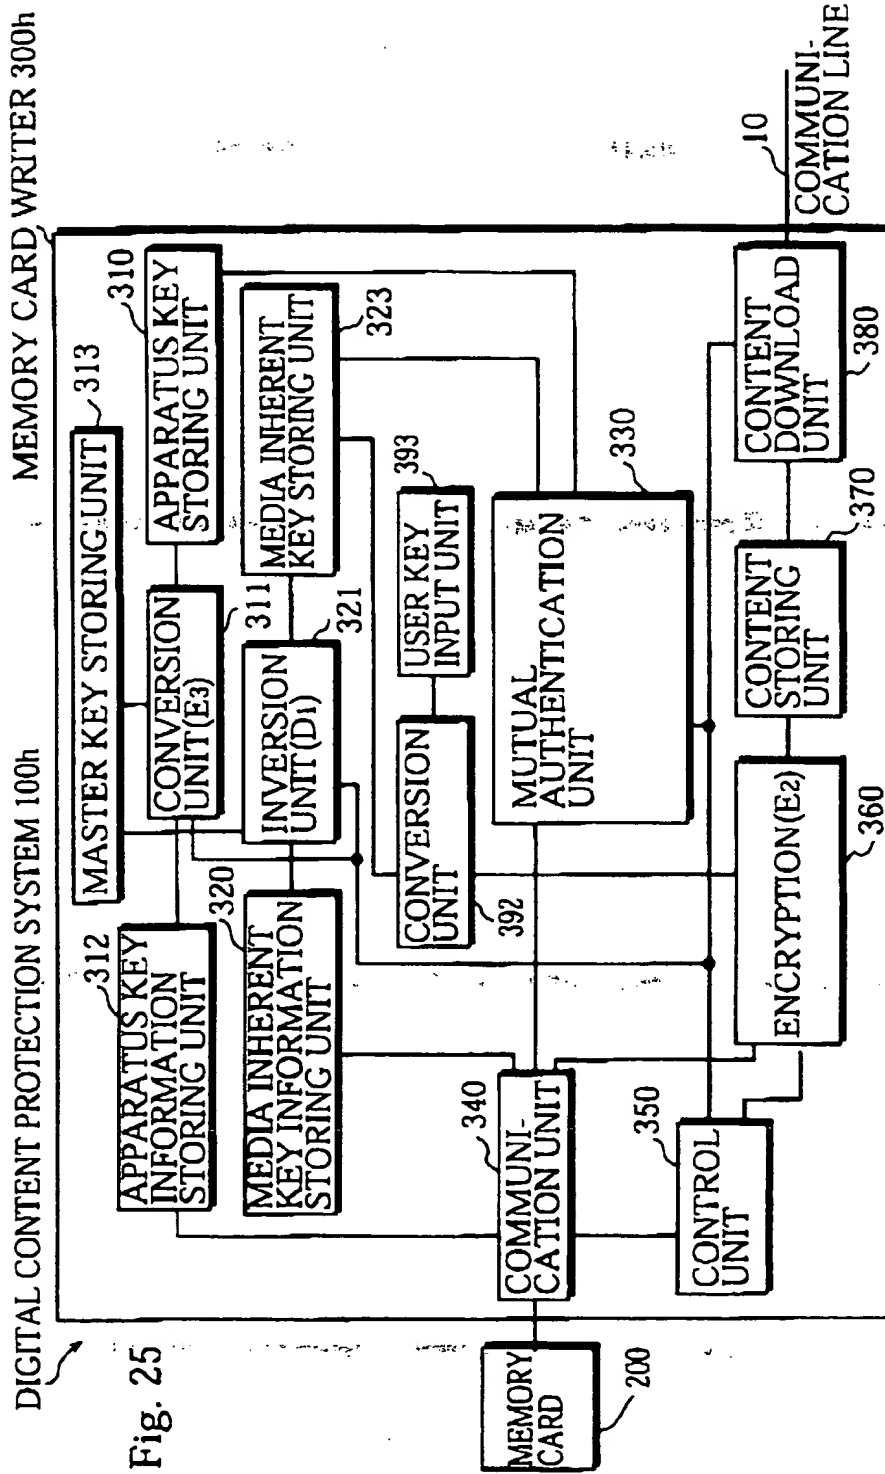 Fig. 25
DIGITAL CONTENT PROTECTION SYSTEM 100h
MEMORY CARD WRITER 300h
MASTER KEY STORING UNIT
313
APPARATUS KEY
INFORMATION
STORING UNIT
312
CONVERSION
UNIT(E3)
311
APPARATUS KEY
STORING UNIT
310
MEDIA INHERENT
KEY INFORMATION
STORING UNIT
320
INVERSION
UNIT(D1)
321
MEDIA INHERENT
KEY STORING UNIT
323
CONVERSION
UNIT
392
USER KEY
INPUT UNIT
393
MEMORY
CARD
200
COMMUNI-
CATION UNIT
340
MUTUAL
AUTHENTICATION
UNIT
330
CONTROL
UNIT
350
ENCRYPTION(E2)
360
CONTENT
STORING
UNIT
370
CONTENT
DOWNLOAD
UNIT
380
10
COMMUNI-
CATION LINE